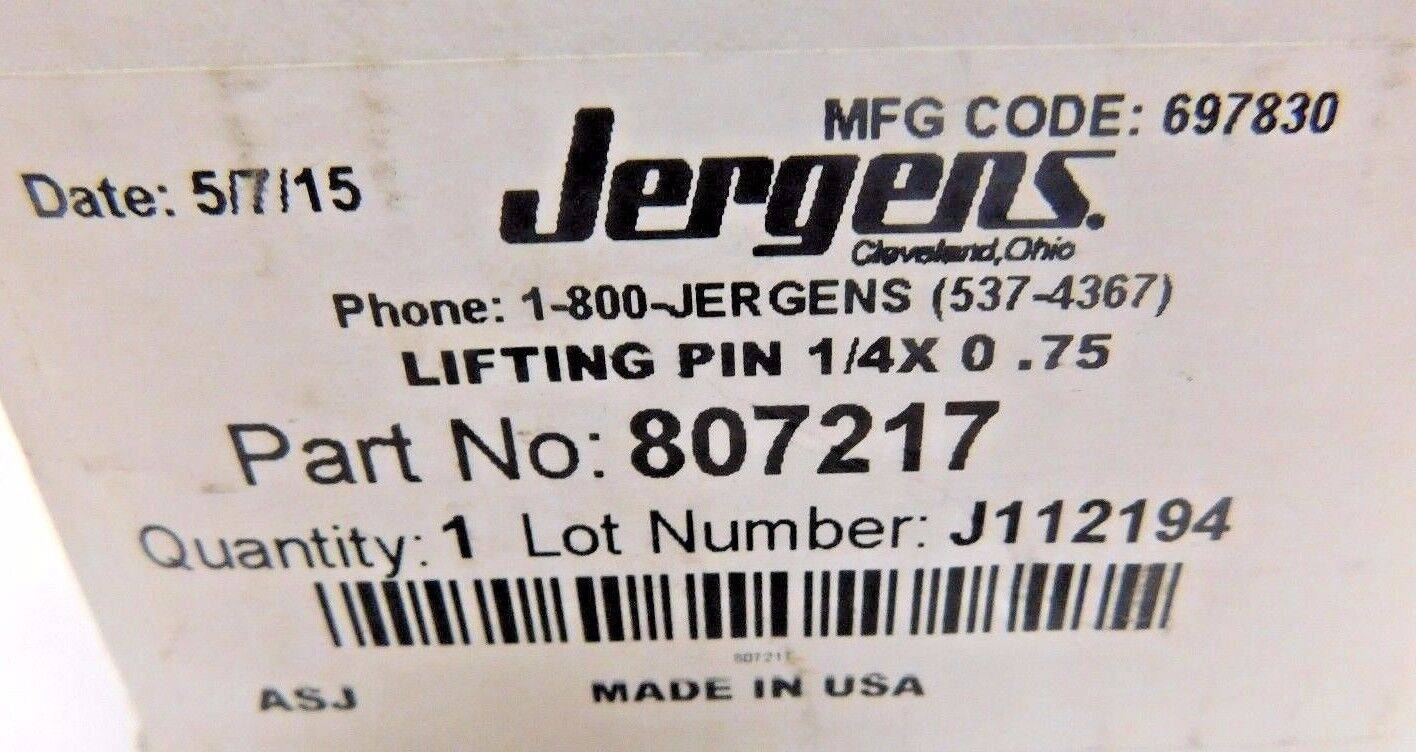 MFG CODE: 697830
Date: 5/7/15
Jergens.
Cleveland, Ohio
Phone: 1-800-JERGENS (537-4367)
LIFTING PIN 1/4X 0 .75
Part No: 807217
Quantity: 1 Lot Number: J112194
807217
ASJ MADE IN USA